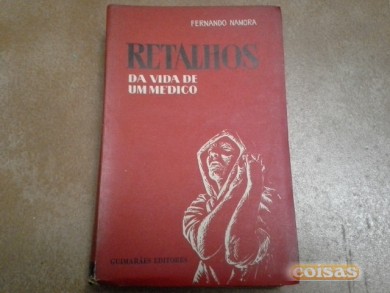 FERNANDO NAMORA
RETALHOS
DA VIDA DE
UM MEDICO
GUIMARÃES EDITORES
coisas